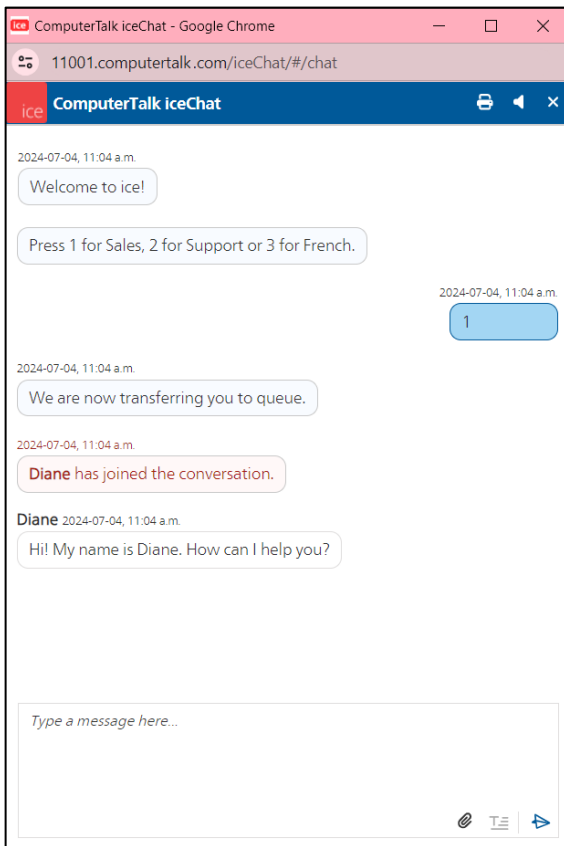 ice ComputerTalk iceChat - Google Chrome
11001.computertalk.com/iceChat/#/chat
ice ComputerTalk iceChat
2024-07-04, 11:04 a.m.
Welcome to ice!
Press 1 for Sales, 2 for Support or 3 for French.
2024-07-04, 11:04 a.m.
1
2024-07-04, 11:04 a.m.
We are now transferring you to queue.
2024-07-04, 11:04 a.m.
Diane has joined the conversation.
Diane 2024-07-04, 11:04 a.m.
Hi! My name is Diane. How can I help you?
Type a message here...